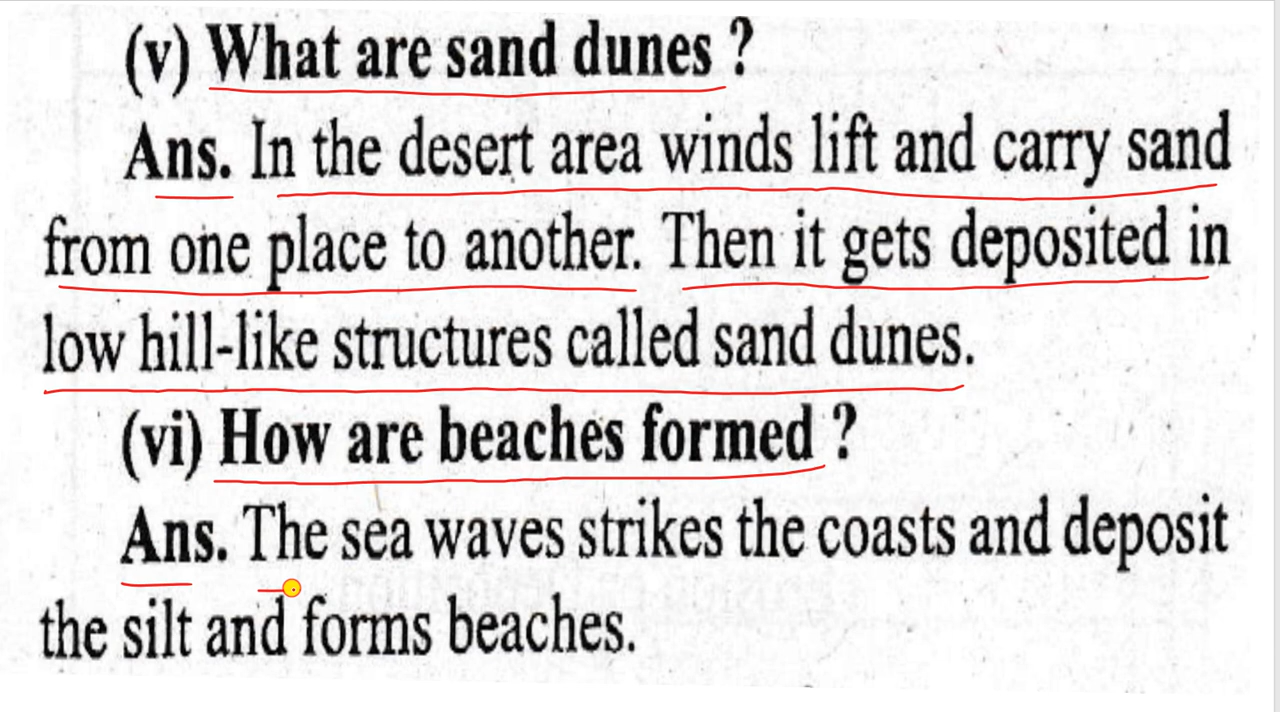 (v) What are sand dunes ?
Ans. In the desert area winds lift and carry sand
from one place to another. Then it gets deposited in
low hill-like structures called sand dunes.
(vi) How are beaches formed ?
Ans. The sea waves strikes the coasts and deposit
the silt and forms beaches.